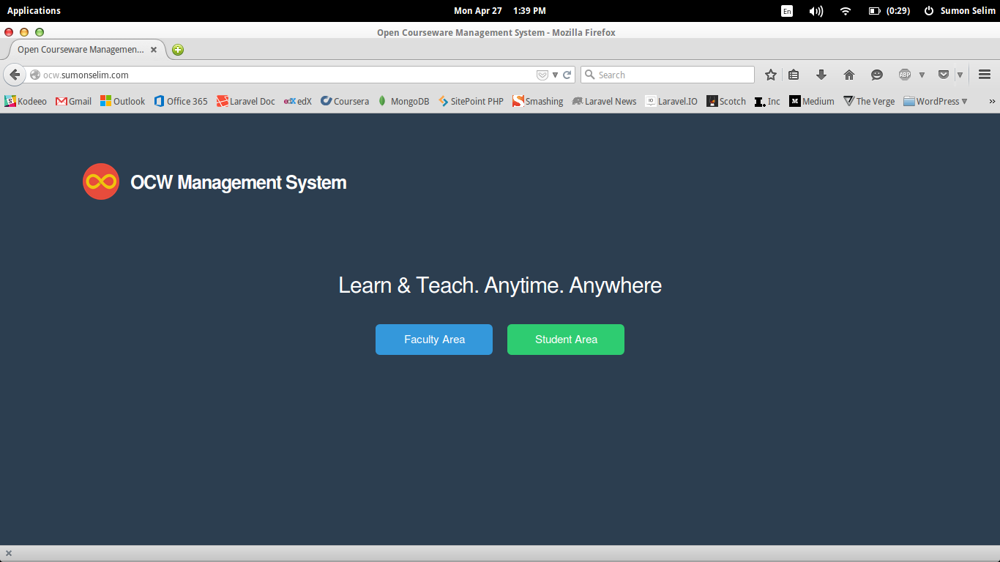 Applications Mon Apr 27 1:39 PM En (0:29) Sumon Selim
Open Courseware Management System - Mozilla Firefox
Open Courseware Managemen...
ocw.sumonselim.com Search ABP
Kodeeo Gmail Outlook Office 365 Laravel Doc edX edX Coursera MongoDB SitePoint PHP Smashing Laravel News IO Laravel.IO Scotch I. Inc M Medium The Verge WordPress »
OCW Management System
Learn & Teach. Anytime. Anywhere
Faculty Area Student Area